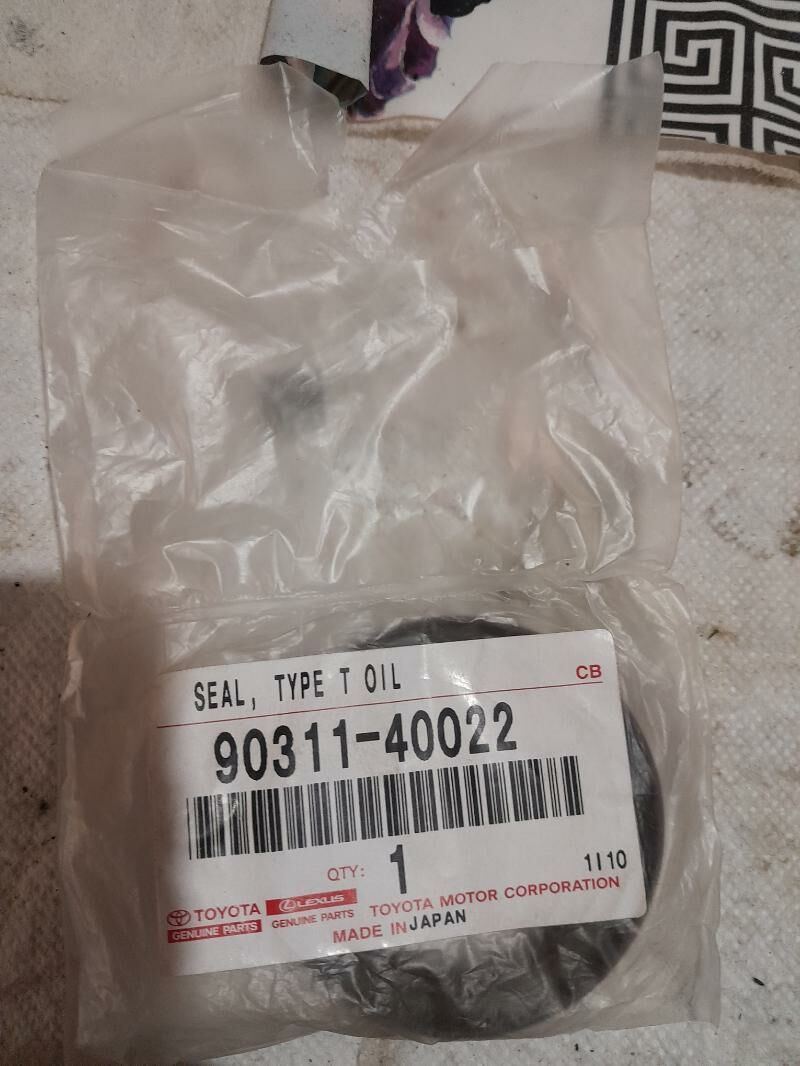 SEAL, TYPE T OIL
CB
90311-40022
QTY: 1
1I10
TOYOTA
GENUINE PARTS
LEXUS
GENUINE PARTS
TOYOTA MOTOR CORPORATION
MADE IN JAPAN